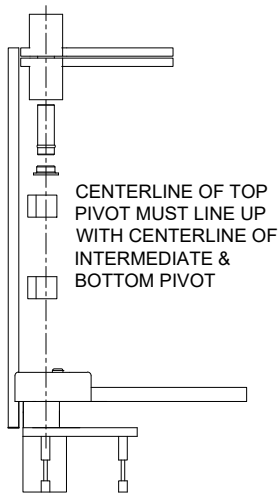 CENTERLINE OF TOP
PIVOT MUST LINE UP
WITH CENTERLINE OF
INTERMEDIATE &
BOTTOM PIVOT